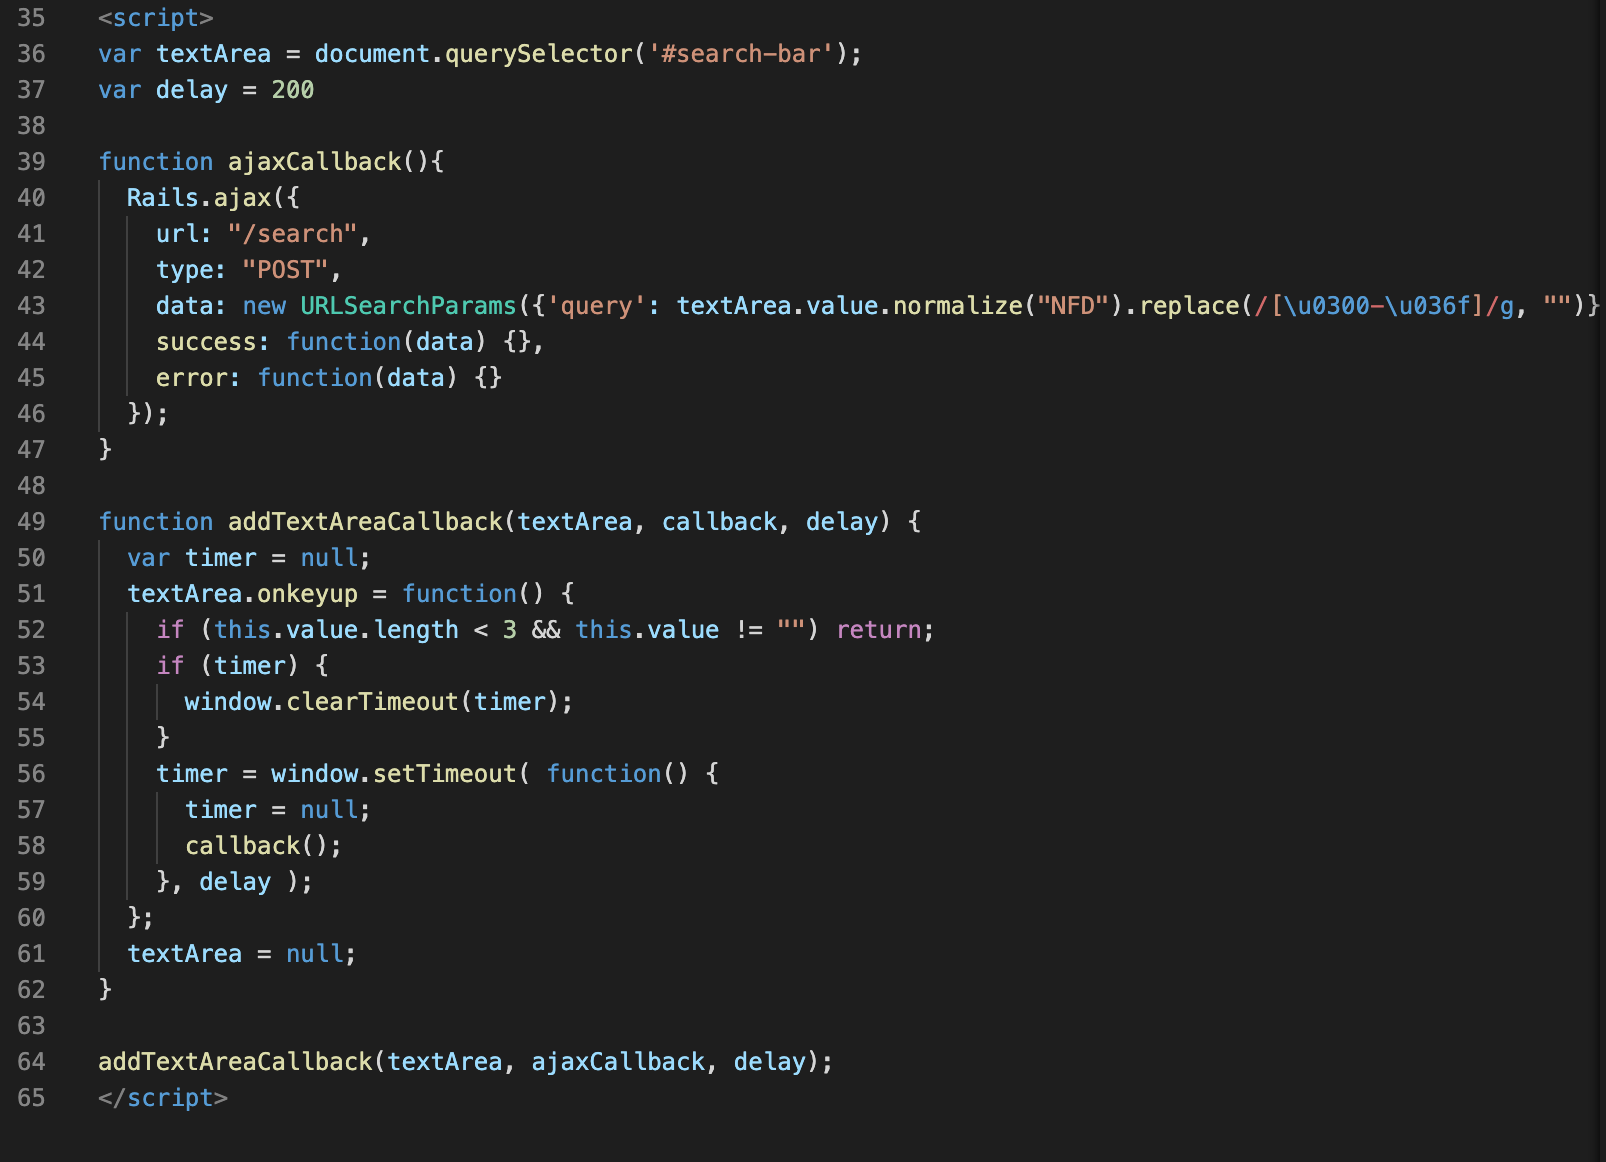 35 <script>
36 var textArea = document.querySelector('#search-bar');
37 var delay = 200
38
39 function ajaxCallback(){
40   Rails.ajax({
41     url: "/search",
42     type: "POST",
43     data: new URLSearchParams({'query': textArea.value.normalize("NFD").replace(/[\u0300-\u036f]/g, "")}
44     success: function(data) {},
45     error: function(data) {}
46   });
47 }
48
49 function addTextAreaCallback(textArea, callback, delay) {
50   var timer = null;
51   textArea.onkeyup = function() {
52     if (this.value.length < 3 && this.value != "") return;
53     if (timer) {
54       window.clearTimeout(timer);
55     }
56     timer = window.setTimeout( function() {
57       timer = null;
58       callback();
59     }, delay );
60   };
61   textArea = null;
62 }
63
64 addTextAreaCallback(textArea, ajaxCallback, delay);
65 </script>